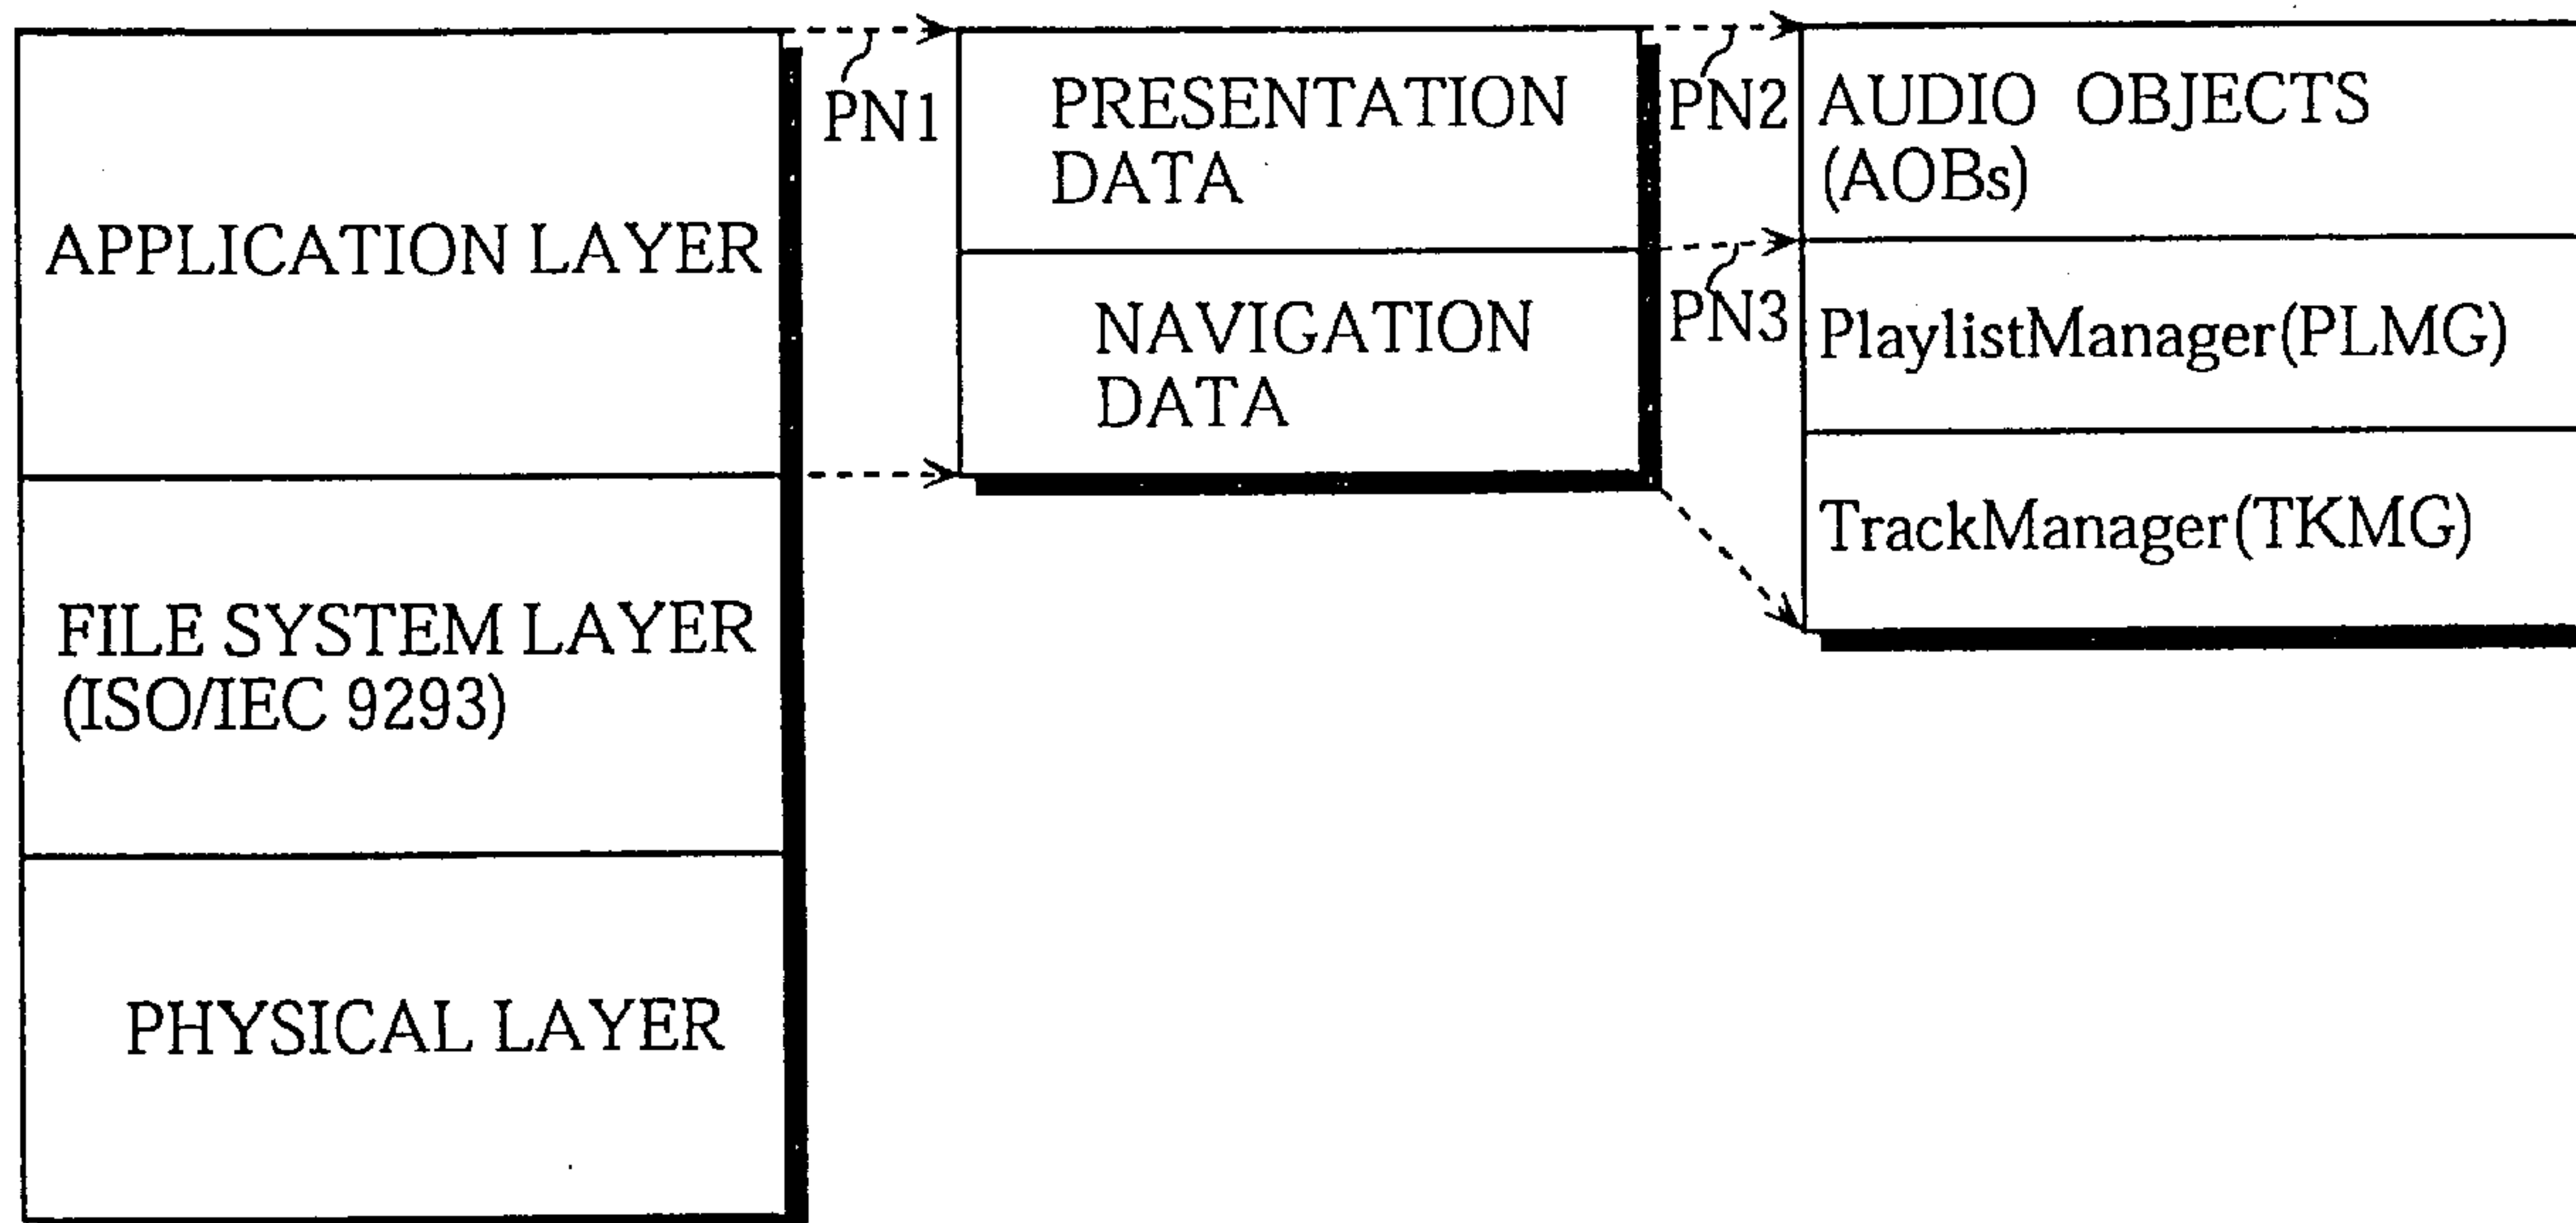 APPLICATION LAYER
FILE SYSTEM LAYER
(ISO/IEC 9293)
PHYSICAL LAYER
PN1
PRESENTATION
DATA
NAVIGATION
DATA
PN2
PN3
AUDIO OBJECTS
(AOBs)
PlaylistManager(PLMG)
TrackManager(TKMG)